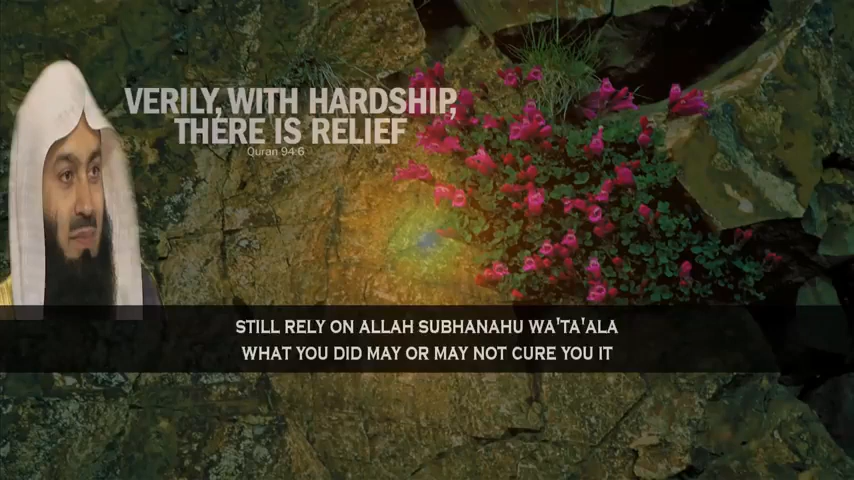 VERILY, WITH HARDSHIP,
THERE IS RELIEF
Quran 94:6
STILL RELY ON ALLAH SUBHANAHU WA'TA'ALA
WHAT YOU DID MAY OR MAY NOT CURE YOU IT